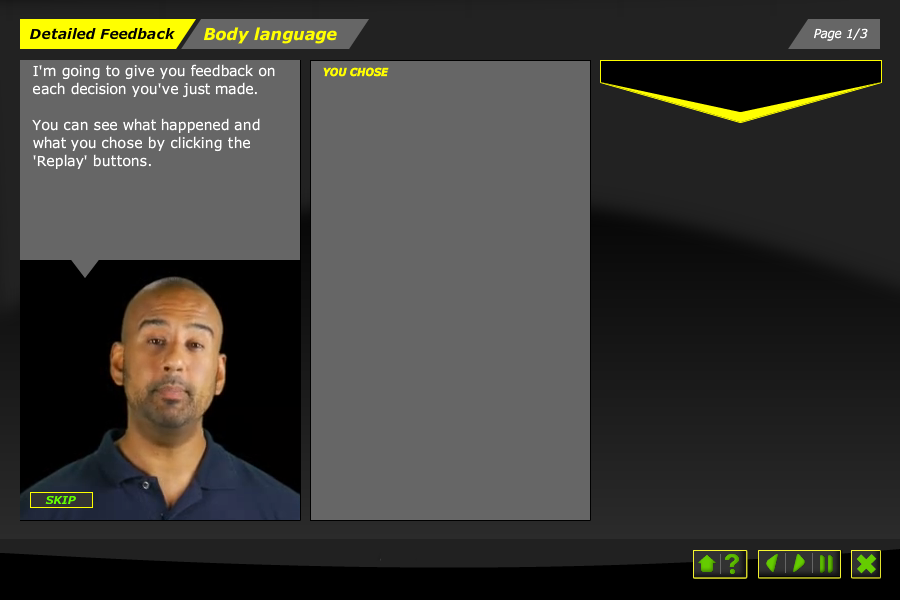 Detailed Feedback
Body language
Page 1/3
I'm going to give you feedback on
each decision you've just made.
You can see what happened and
what you chose by clicking the
'Replay' buttons.
YOU CHOSE
SKIP
?